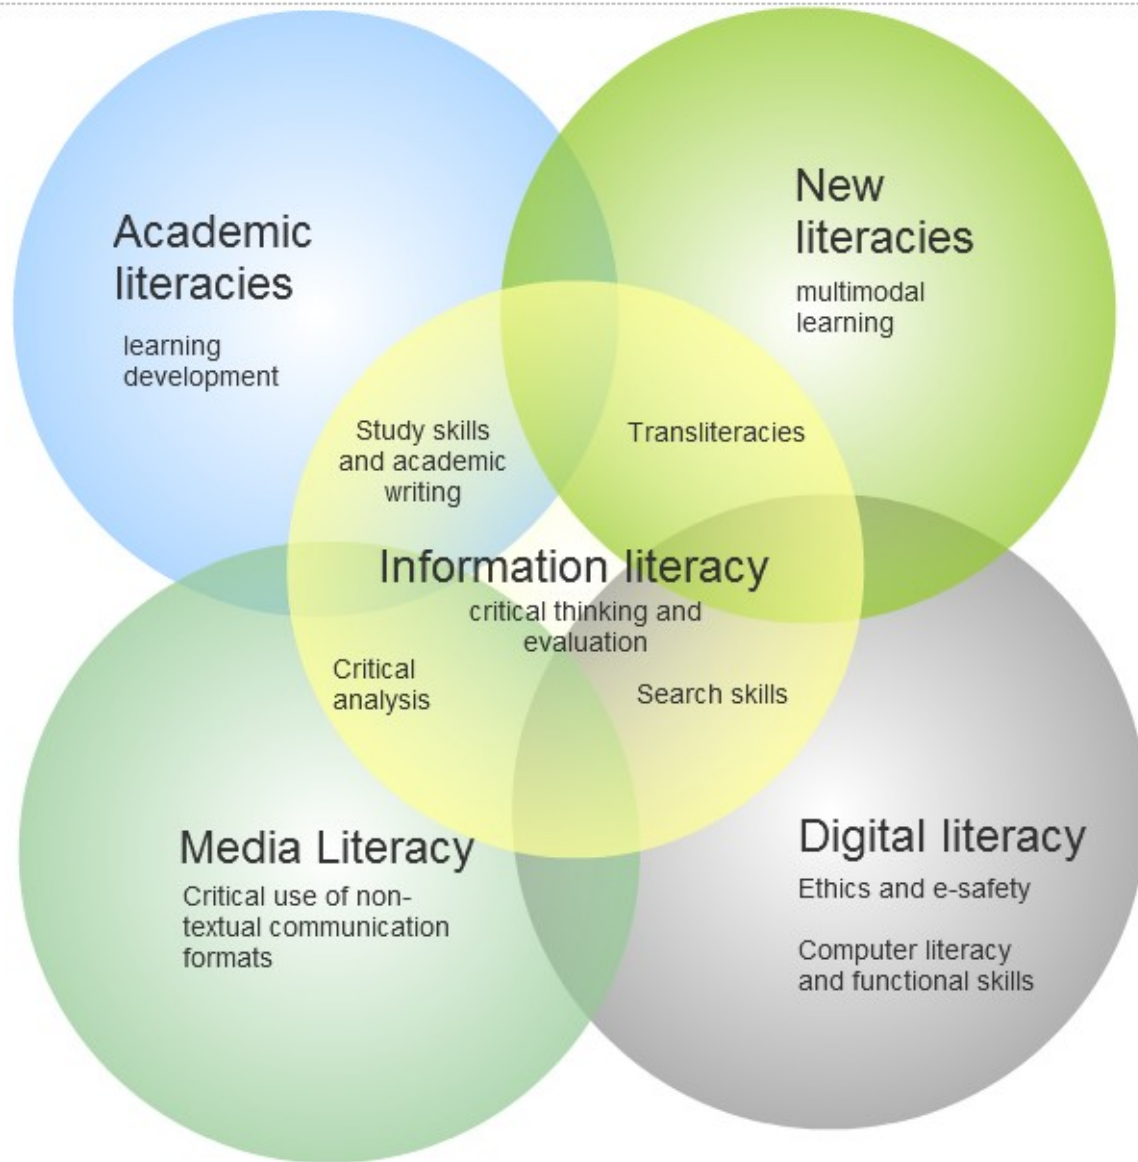 Academic
literacies
learning
development
New
literacies
multimodal
learning
Study skills
and academic
writing
Transliteracies
Information literacy
critical thinking and
evaluation
Critical
analysis
Search skills
Media Literacy
Critical use of non-
textual communication
formats
Digital literacy
Ethics and e-safety
Computer literacy
and functional skills